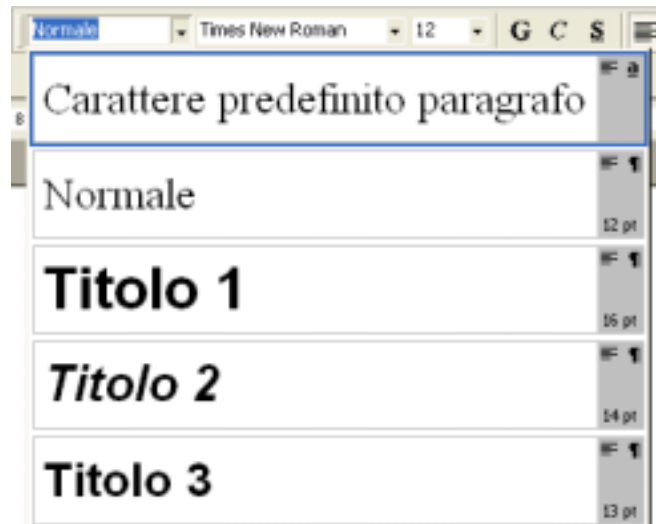 Normale Times New Roman 12 G C S
8
Carattere predefinito paragrafo
a
Normale
¶
12 pt
Titolo 1
¶
16 pt
Titolo 2
¶
14 pt
Titolo 3
¶
13 pt